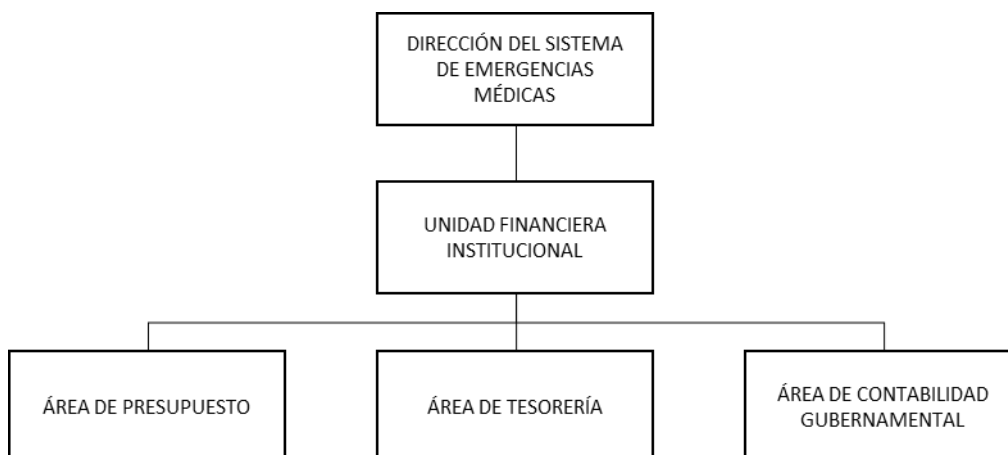 DIRECCIÓN DEL SISTEMA
DE EMERGENCIAS
MÉDICAS
UNIDAD FINANCIERA
INSTITUCIONAL
ÁREA DE PRESUPUESTO
ÁREA DE TESORERÍA
ÁREA DE CONTABILIDAD
GUBERNAMENTAL